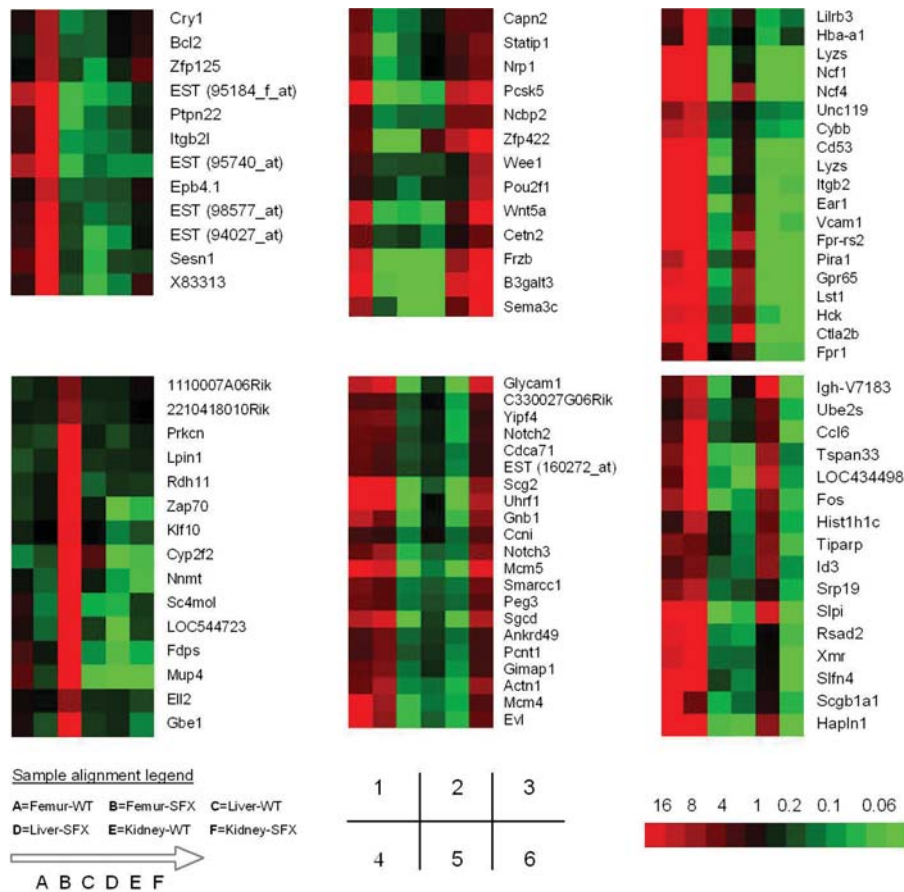 Cry1
Bcl2
Zfp125
EST (95184_f_at)
Ptpn22
Itgb2l
EST (95740_at)
Epb4.1
EST (98577_at)
EST (94027_at)
Sesn1
X83313
Capn2
Statip1
Nrp1
Pcsk5
Ncbp2
Zfp422
Wee1
Pou2f1
Wnt5a
Cetn2
Frzb
B3galt3
Sema3c
Lilrb3
Hba-a1
Lyzs
Ncf1
Ncf4
Unc119
Cybb
Cd53
Lyzs
Itgb2
Ear1
Vcam1
Fpr-rs2
Pira1
Gpr65
Lst1
Hck
Ctla2b
Fpr1
1110007A06Rik
2210418010Rik
Prkcn
Lpin1
Rdh11
Zap70
Klf10
Cyp2f2
Nnmt
Sc4mol
LOC544723
Fdps
Mup4
Ell2
Gbe1
Glycam1
C330027G06Rik
Yipf4
Notch2
Cdca71
EST (160272_at)
Scg2
Uhrf1
Gnb1
Ccni
Notch3
Mcm5
Smarcc1
Peg3
Sgcd
Ankrd49
Pcnt1
Gimap1
Actn1
Mcm4
Evl
Igh-V7183
Ube2s
Ccl6
Tspan33
LOC434498
Fos
Hist1h1c
Tiparp
Id3
Srp19
Slpi
Rsad2
Xmr
Slfn4
Scgb1a1
Hapln1
Sample alignment legend
A=Femur-WT B=Femur-SFX C=Liver-WT
D=Liver-SFX E=Kidney-WT F=Kidney-SFX
A B C D E F
1 2 3
4 5 6
16 8 4 1 0.2 0.1 0.06